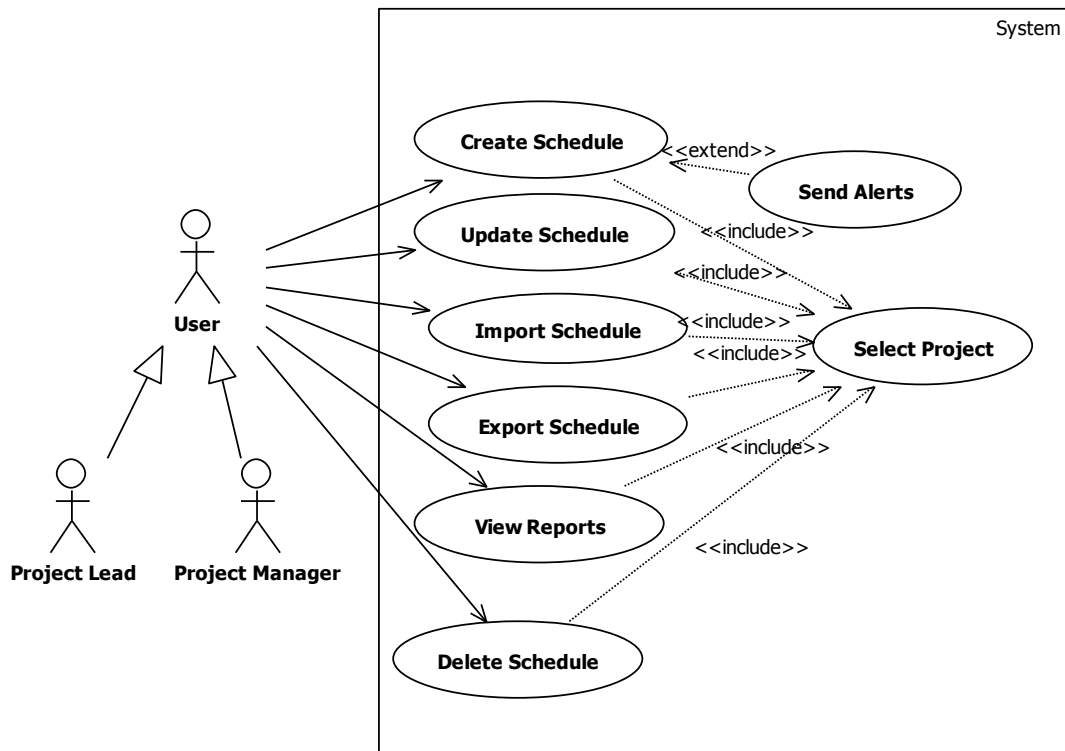 System
Create Schedule
<<extend>>
Send Alerts
Update Schedule
<<include>>
<<include>>
User
Import Schedule
<<include>>
Select Project
<<include>>
Export Schedule
<<include>>
View Reports
<<include>>
Project Lead
Project Manager
Delete Schedule